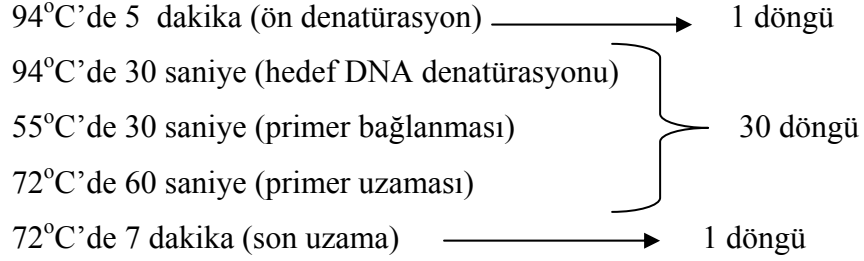 94°C’de 5 dakika (ön denatürasyon) 1 döngü
94°C’de 30 saniye (hedef DNA denatürasyonu)
55°C’de 30 saniye (primer bağlanması) 30 döngü
72°C’de 60 saniye (primer uzaması)
72°C’de 7 dakika (son uzama) 1 döngü